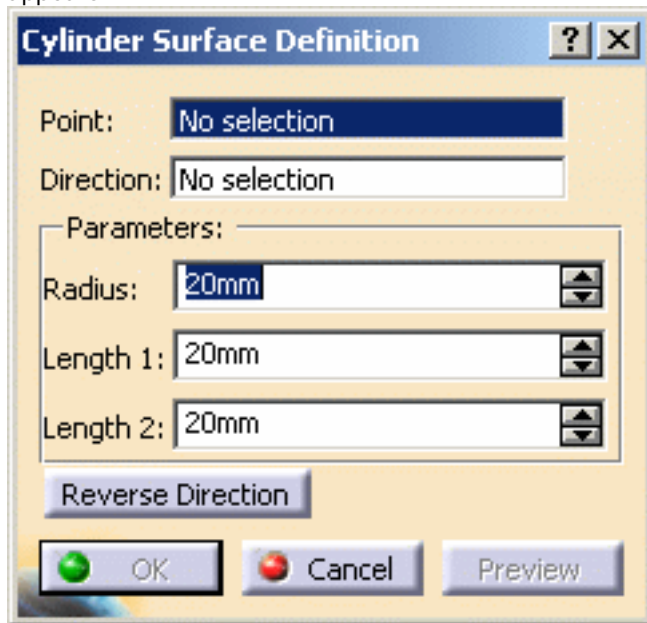 Cylinder Surface Definition
Point: No selection
Direction: No selection
Parameters:
Radius: 20mm
Length 1: 20mm
Length 2: 20mm
Reverse Direction
OK Cancel Preview